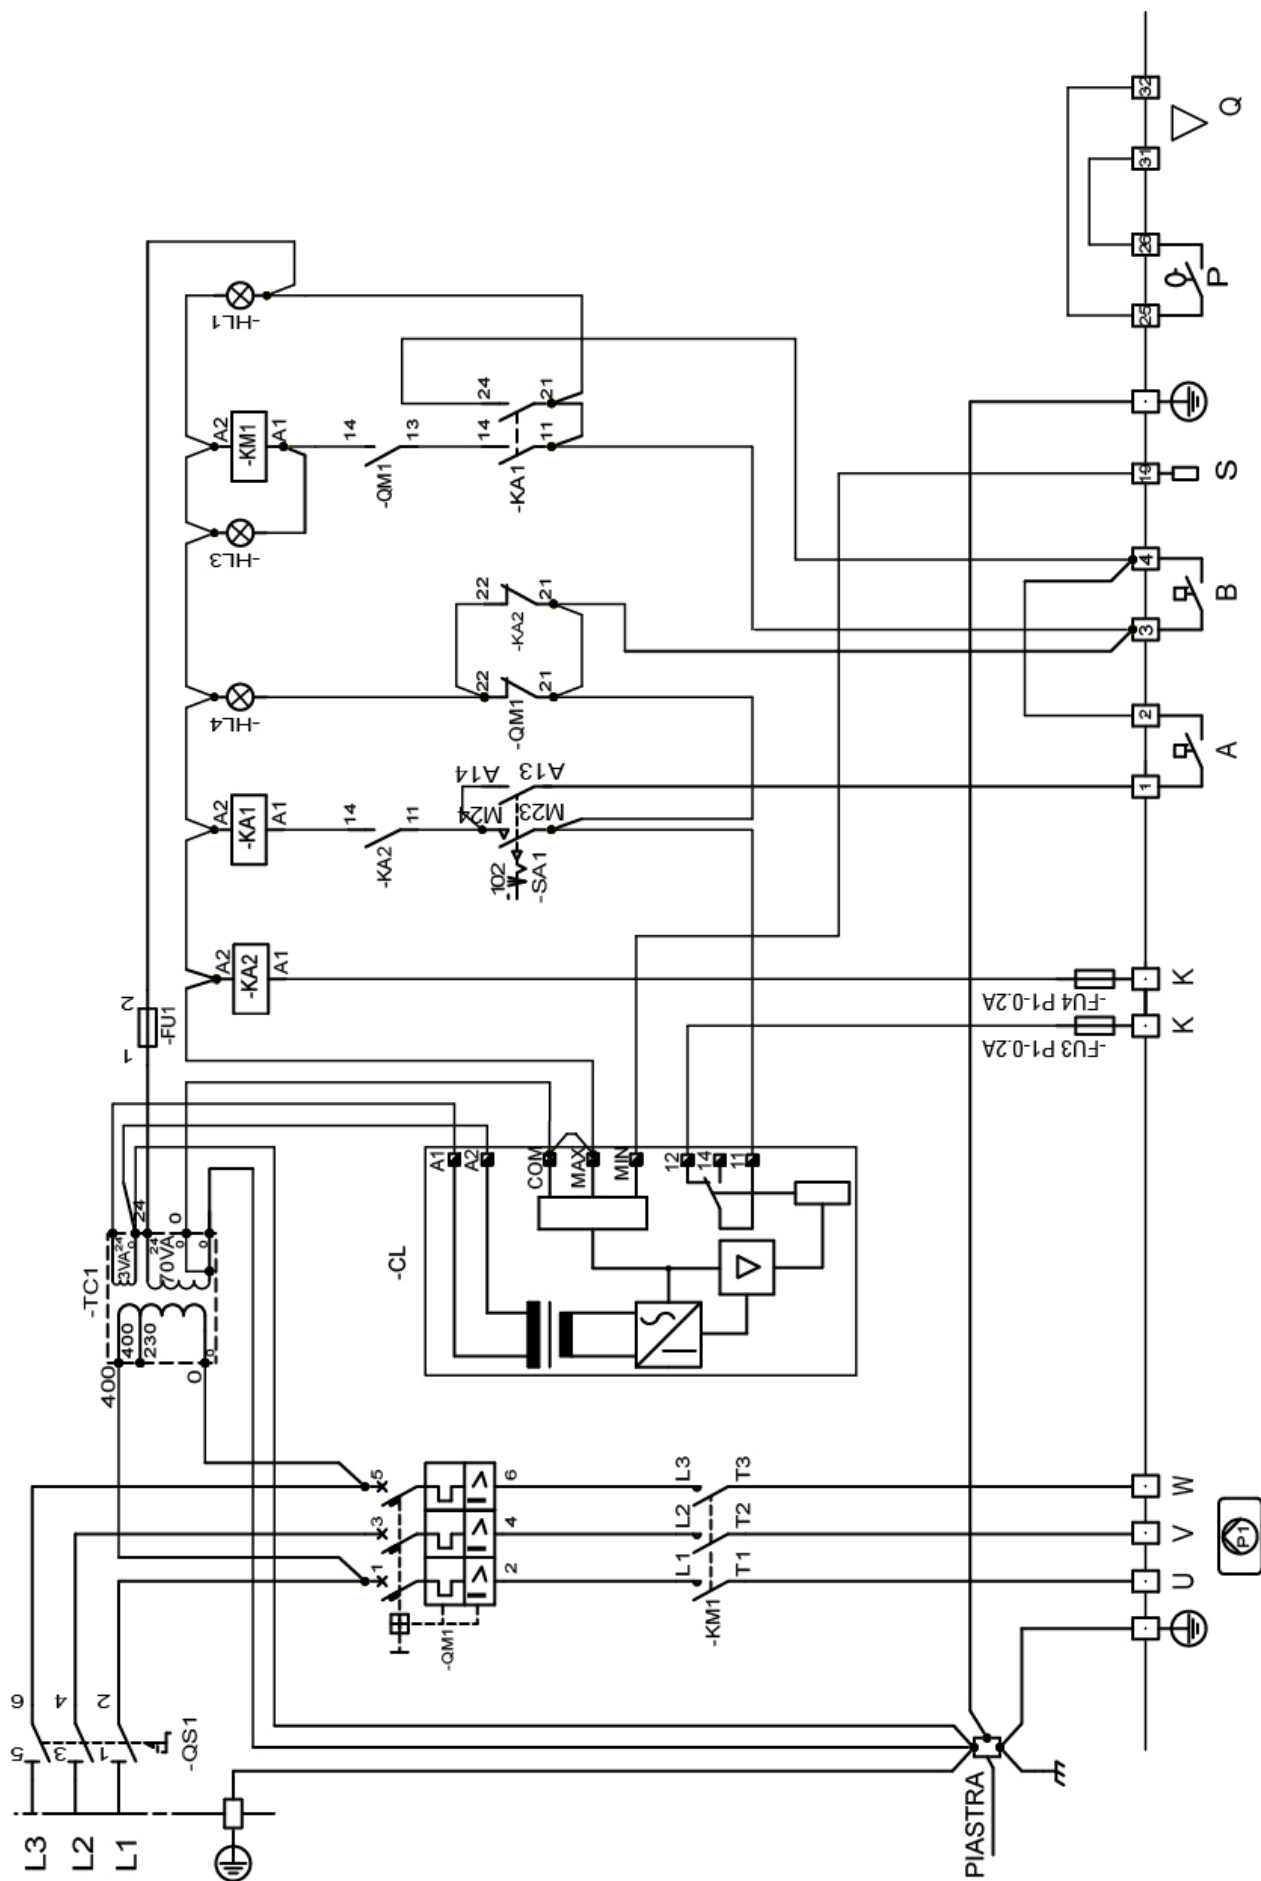 L3
L2
L1
5
3
1
6
4
2
-QS1
PIASTRA
-TC1
400
0
400
230
0
3VA
24
0
24
70VA
0
0
24
0
1
2
-FU1
-QM1
1
3
5
2
4
6
-KM1
L1
L2
L3
T1
T2
T3
-CL
A1
A2
COM
MAX
MIN
12
14
11
A2
-KA2
A1
A2
-KA1
A1
14
-KA2
11
M24
A14
M23
A13
102
-SA1
-HL4
22
21
-QM1
22
21
-KA2
-HL3
A2
-KM1
A1
14
13
-QM1
14
11
24
21
-KA1
-HL1
-FU3 P1-0.2A
-FU4 P1-0.2A
U
V
W
P1
K
K
1
2
A
3
4
B
19
S
25
26
P
31
32
Q